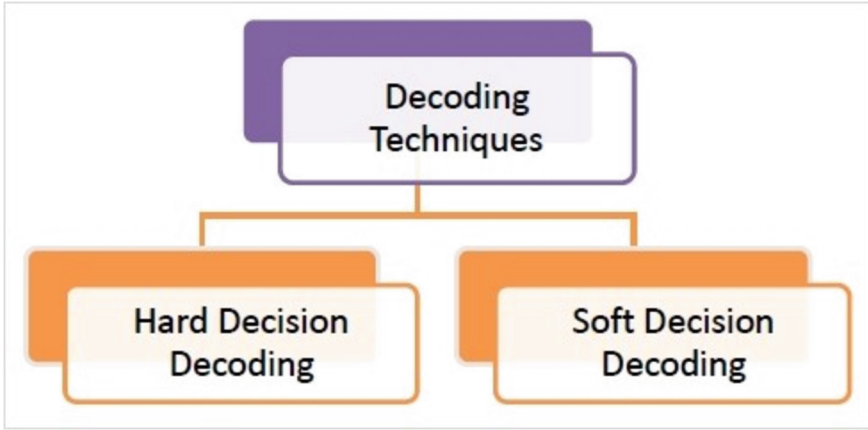 Decoding
Techniques
Hard Decision
Decoding
Soft Decision
Decoding